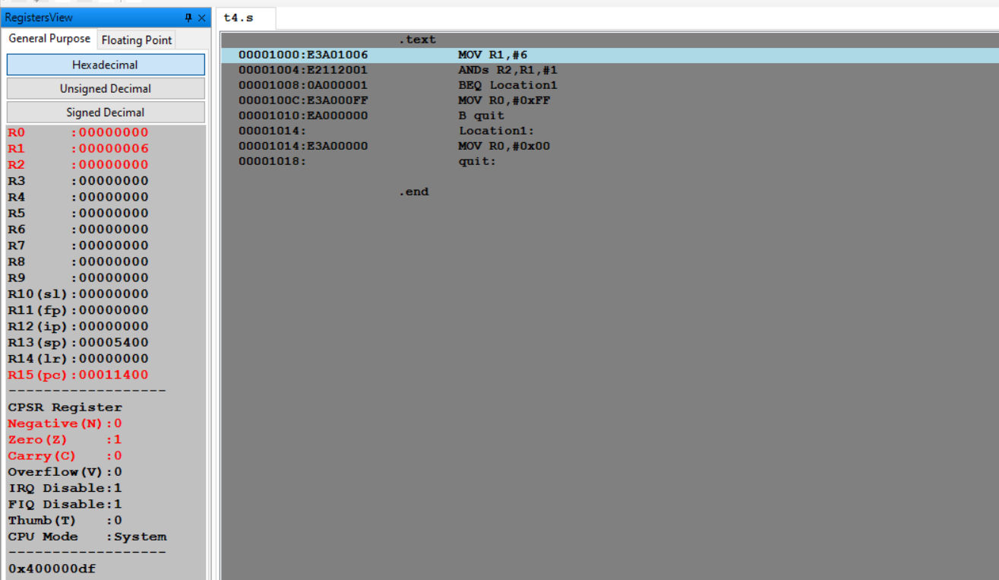 RegistersView
General Purpose
Floating Point
Hexadecimal
Unsigned Decimal
Signed Decimal
R0 :00000000
R1 :00000006
R2 :00000000
R3 :00000000
R4 :00000000
R5 :00000000
R6 :00000000
R7 :00000000
R8 :00000000
R9 :00000000
R10(sl):00000000
R11(fp):00000000
R12(ip):00000000
R13(sp):00005400
R14(lr):00000000
R15(pc):00011400
------------------
CPSR Register
Negative(N):0
Zero(Z) :1
Carry(C) :0
Overflow(V):0
IRQ Disable:1
FIQ Disable:1
Thumb(T) :0
CPU Mode :System
------------------
0x400000df
t4.s
.text
00001000:E3A01006 MOV R1,#6
00001004:E2112001 ANDs R2,R1,#1
00001008:0A000001 BEQ Location1
0000100C:E3A000FF MOV R0,#0xFF
00001010:EA000000 B quit
00001014: Location1:
00001014:E3A00000 MOV R0,#0x00
00001018: quit:
.end